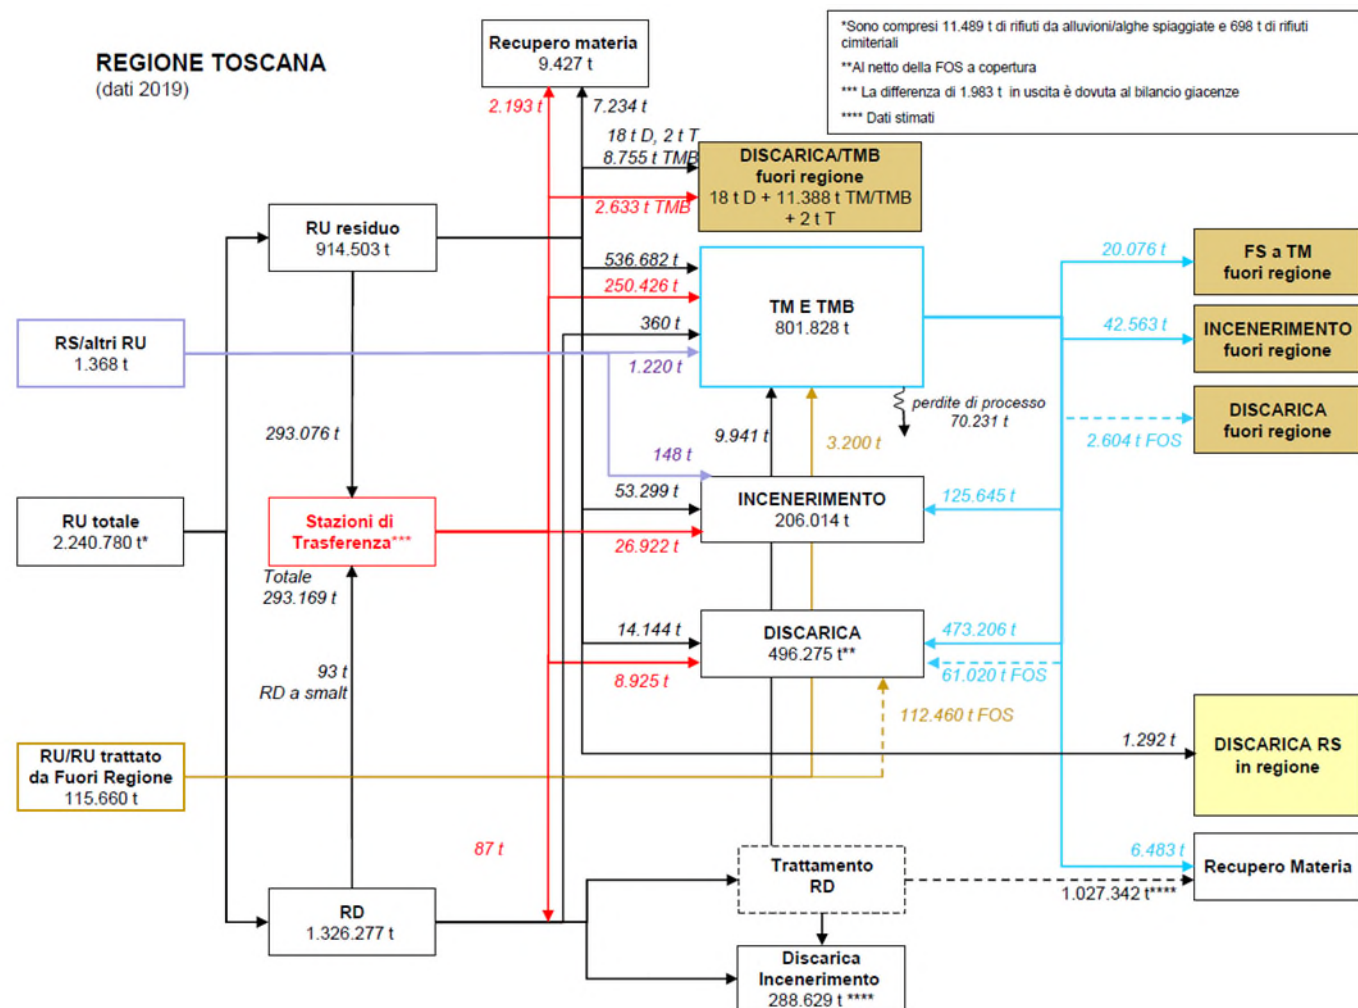 REGIONE TOSCANA
(dati 2019)
*Sono compresi 11.489 t di rifiuti da alluvioni/alghe spiaggiate e 698 t di rifiuti
cimiteriali
**Al netto della FOS a copertura
*** La differenza di 1.983 t in uscita è dovuta al bilancio giacenze
**** Dati stimati
Recupero materia
9.427 t
2.193 t
7.234 t
18 t D, 2 t T
8.755 t TMB
2.633 t TMB
DISCARICA/TMB
fuori regione
18 t D + 11.388 t TM/TMB
+ 2 t T
RU residuo
914.503 t
536.682 t
250.426 t
360 t
1.220 t
TM E TMB
801.828 t
20.076 t
FS a TM
fuori regione
42.563 t
INCENERIMENTO
fuori regione
2.604 t FOS
DISCARICA
fuori regione
RS/altri RU
1.368 t
perdite di processo
70.231 t
293.076 t
9.941 t
3.200 t
148 t
53.299 t
26.922 t
INCENERIMENTO
206.014 t
125.645 t
RU totale
2.240.780 t*
Stazioni di
Trasferenza***
Totale
293.169 t
14.144 t
8.925 t
DISCARICA
496.275 t**
473.206 t
61.020 t FOS
93 t
RD a smalt
112.460 t FOS
1.292 t
DISCARICA RS
in regione
RU/RU trattato
da Fuori Regione
115.660 t
87 t
Trattamento
RD
6.483 t
1.027.342 t****
Recupero Materia
RD
1.326.277 t
Discarica
Incenerimento
288.629 t ****